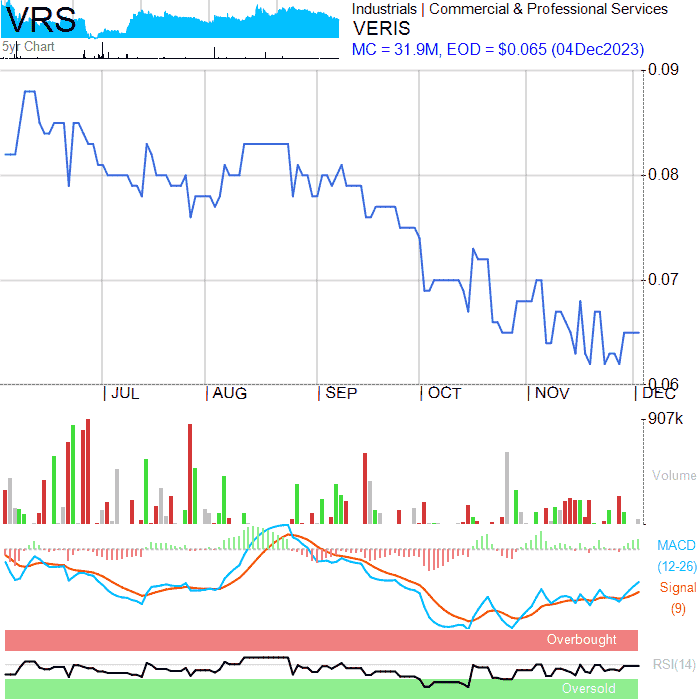 VRS
5yr Chart
Industrials | Commercial & Professional Services
VERIS
MC = 31.9M, EOD = $0.065 (04Dec2023)
0.09
0.08
0.07
0.06
JUL AUG SEP OCT NOV DEC
907k
Volume
MACD
(12-26)
Signal
(9)
Overbought
RSI(14)
Oversold